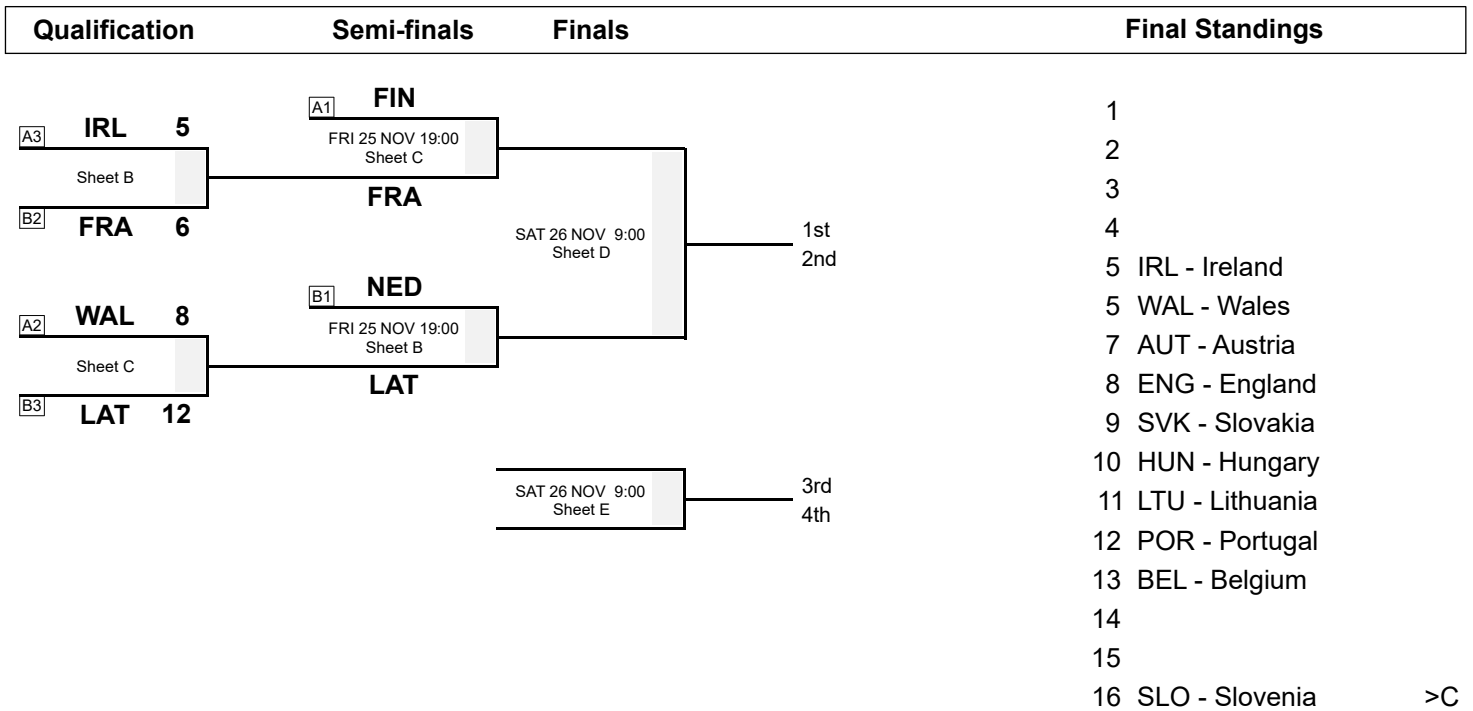 Qualification Semi-finals Finals Final Standings
A3 IRL 5
Sheet B
B2 FRA 6
A2 WAL 8
Sheet C
B3 LAT 12
A1 FIN
FRI 25 NOV 19:00
Sheet C
FRA
B1 NED
FRI 25 NOV 19:00
Sheet B
LAT
SAT 26 NOV 9:00
Sheet D
1st
2nd
SAT 26 NOV 9:00
Sheet E
3rd
4th
1
2
3
4
5 IRL - Ireland
5 WAL - Wales
7 AUT - Austria
8 ENG - England
9 SVK - Slovakia
10 HUN - Hungary
11 LTU - Lithuania
12 POR - Portugal
13 BEL - Belgium
14
15
16 SLO - Slovenia >C